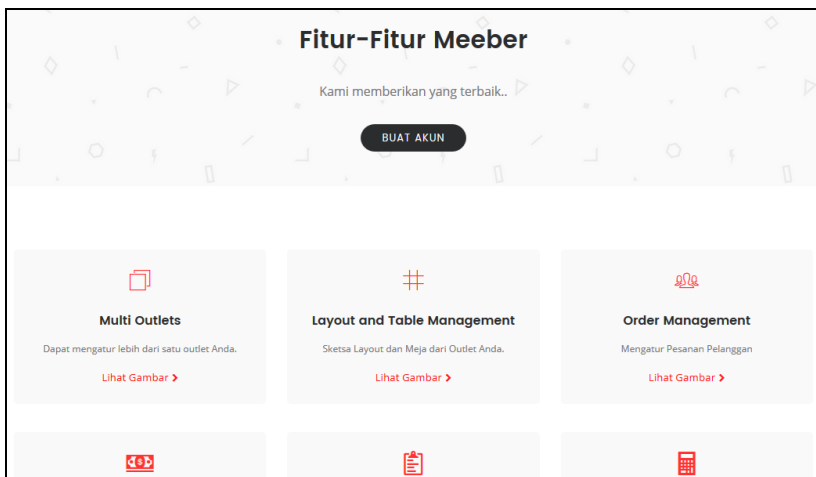 Fitur-Fitur Meeber
Kami memberikan yang terbaik..
BUAT AKUN
Multi Outlets
Dapat mengatur lebih dari satu outlet Anda.
Lihat Gambar
Layout and Table Management
Sketsa Layout dan Meja dari Outlet Anda.
Lihat Gambar
Order Management
Mengatur Pesanan Pelanggan
Lihat Gambar